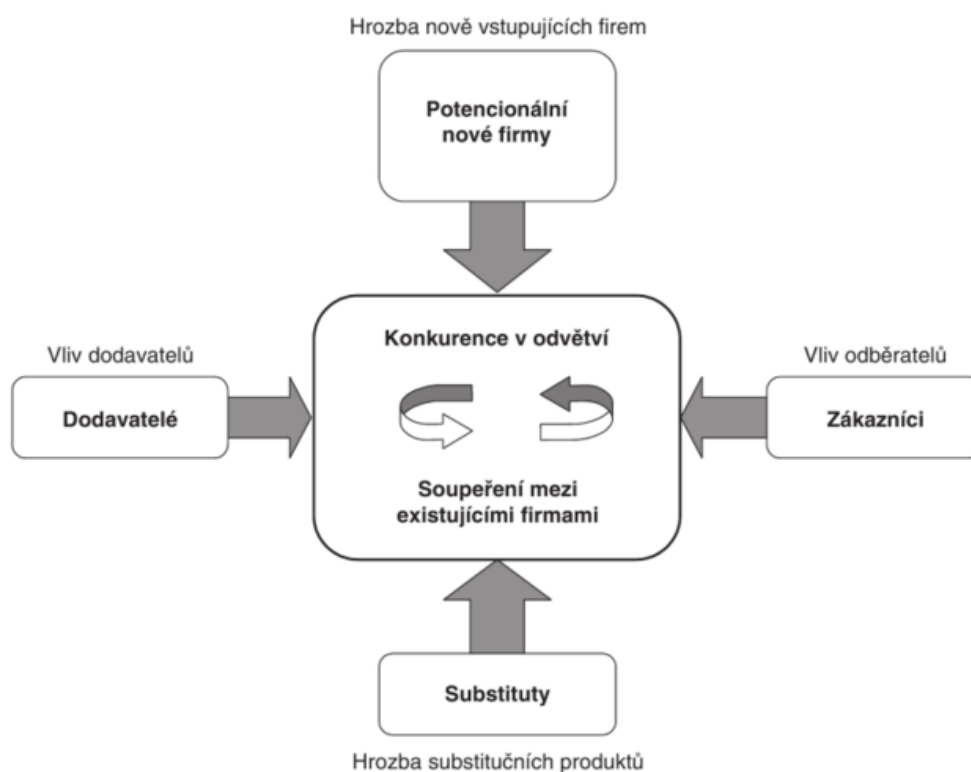 Hrozba nově vstupujících firem
Potencionální
nové firmy
Konkurence v odvětví
Vliv dodavatelů
Dodavatelé
Vliv odběratelů
Zákazníci
Soupeření mezi
existujícími firmami
Substituty
Hrozba substitučních produktů